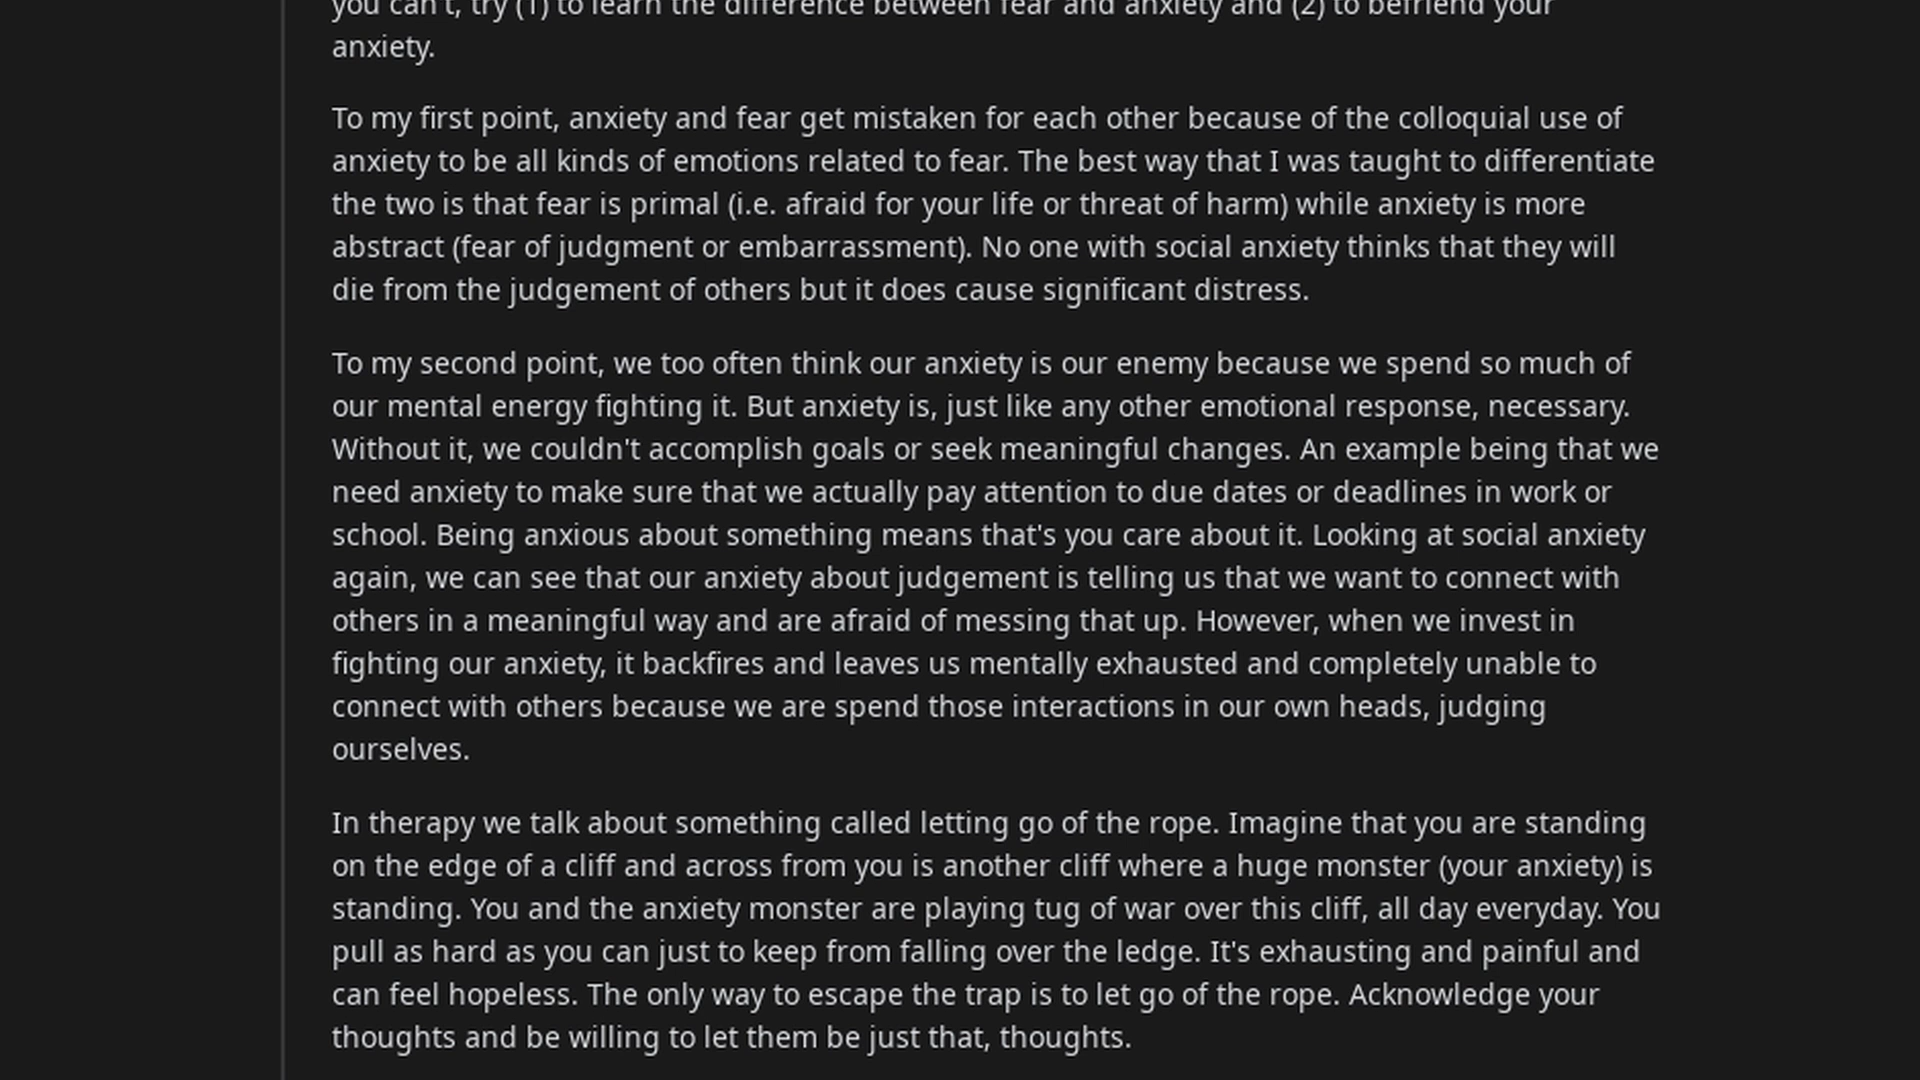 you can't, try (1) to learn the difference between fear and anxiety and (2) to befriend your
anxiety.
To my first point, anxiety and fear get mistaken for each other because of the colloquial use of
anxiety to be all kinds of emotions related to fear. The best way that I was taught to differentiate
the two is that fear is primal (i.e. afraid for your life or threat of harm) while anxiety is more
abstract (fear of judgment or embarrassment). No one with social anxiety thinks that they will
die from the judgement of others but it does cause significant distress.
To my second point, we too often think our anxiety is our enemy because we spend so much of
our mental energy fighting it. But anxiety is, just like any other emotional response, necessary.
Without it, we couldn't accomplish goals or seek meaningful changes. An example being that we
need anxiety to make sure that we actually pay attention to due dates or deadlines in work or
school. Being anxious about something means that's you care about it. Looking at social anxiety
again, we can see that our anxiety about judgement is telling us that we want to connect with
others in a meaningful way and are afraid of messing that up. However, when we invest in
fighting our anxiety, it backfires and leaves us mentally exhausted and completely unable to
connect with others because we are spend those interactions in our own heads, judging
ourselves.
In therapy we talk about something called letting go of the rope. Imagine that you are standing
on the edge of a cliff and across from you is another cliff where a huge monster (your anxiety) is
standing. You and the anxiety monster are playing tug of war over this cliff, all day everyday. You
pull as hard as you can just to keep from falling over the ledge. It's exhausting and painful and
can feel hopeless. The only way to escape the trap is to let go of the rope. Acknowledge your
thoughts and be willing to let them be just that, thoughts.